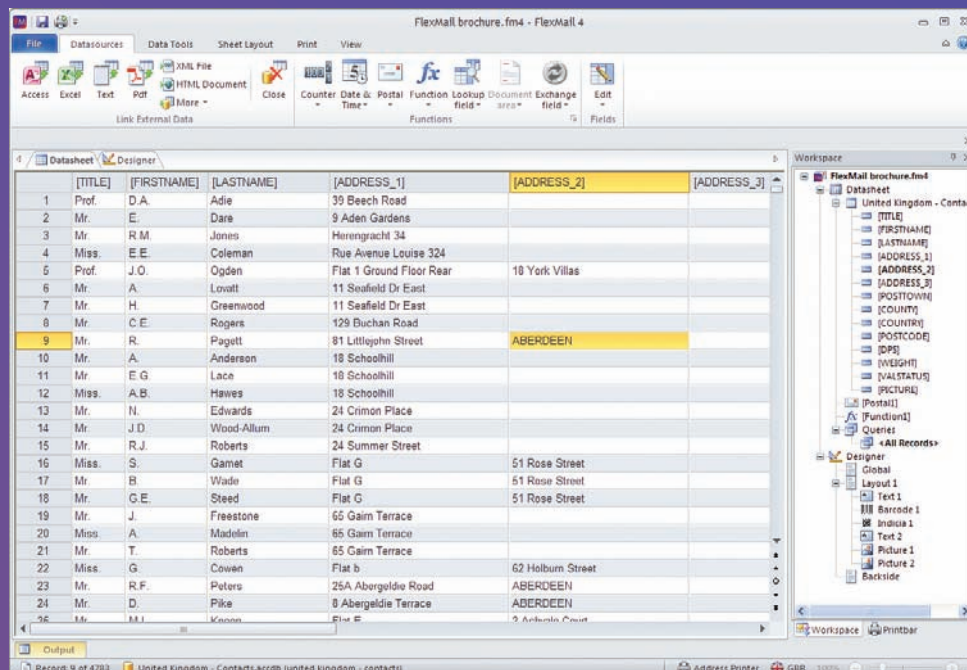 FlexMail brochure.fm4 - FlexMail 4
File Datasources Data Tools Sheet Layout Print View
Access Excel Text Pdf XML File HTML Document More Close Counter Date & Time Postal Function Lookup field Document area Exchange field Edit
Link External Data Functions Fields
Datasheet Designer
[TITLE] [FIRSTNAME] [LASTNAME] [ADDRESS_1] [ADDRESS_2] [ADDRESS_3]
1 Prof. D.A. Adie 39 Beech Road
2 Mr. E. Dare 9 Aden Gardens
3 Mr. R.M. Jones Herengracht 34
4 Miss. E.E. Coleman Rue Avenue Louise 324
5 Prof. J.O. Ogden Flat 1 Ground Floor Rear 18 York Villas
6 Mr. A. Lovatt 11 Seafield Dr East
7 Mr. H. Greenwood 11 Seafield Dr East
8 Mr. C.E. Rogers 129 Buchan Road
9 Mr. R. Pagett 81 Littlejohn Street ABERDEEN
10 Mr. A. Anderson 18 Schoolhill
11 Mr. E.G. Lace 18 Schoolhill
12 Miss. A.B. Hawes 18 Schoolhill
13 Mr. N. Edwards 24 Crimon Place
14 Mr. J.D. Wood-Allum 24 Crimon Place
15 Mr. R.J. Roberts 24 Summer Street
16 Miss. S. Gamet Flat G 51 Rose Street
17 Mr. B. Wade Flat G 51 Rose Street
18 Mr. G.E. Steed Flat G 51 Rose Street
19 Mr. J. Freestone 65 Gairn Terrace
20 Miss. A. Madelin 65 Gairn Terrace
21 Mr. T. Roberts 65 Gairn Terrace
22 Miss. G. Cowen Flat b 62 Holburn Street
23 Mr. R.F. Peters 26A Abergeldie Road ABERDEEN
24 Mr. D. Pike 8 Abergeldie Terrace ABERDEEN
Workspace
FlexMail brochure.fm4
Datasheet
United Kingdom - Conta
[TITLE]
[FIRSTNAME]
[LASTNAME]
[ADDRESS_1]
[ADDRESS_2]
[ADDRESS_3]
[POSTTOWN]
[COUNTY]
[COUNTRY]
[POSTCODE]
[DPS]
[WEIGHT]
[VALSTATUS]
[PICTURE]
[Postal1]
[Function1]
Queries
<All Records>
Designer
Global
Layout 1
Text 1
Barcode 1
Indicia 1
Text 2
Picture 1
Picture 2
Backside
Workspace Printbar
Output
Record: 9 of 4783 United Kingdom - Contacts.accdb (united kingdom - contacts) Address Printer GBR 100%